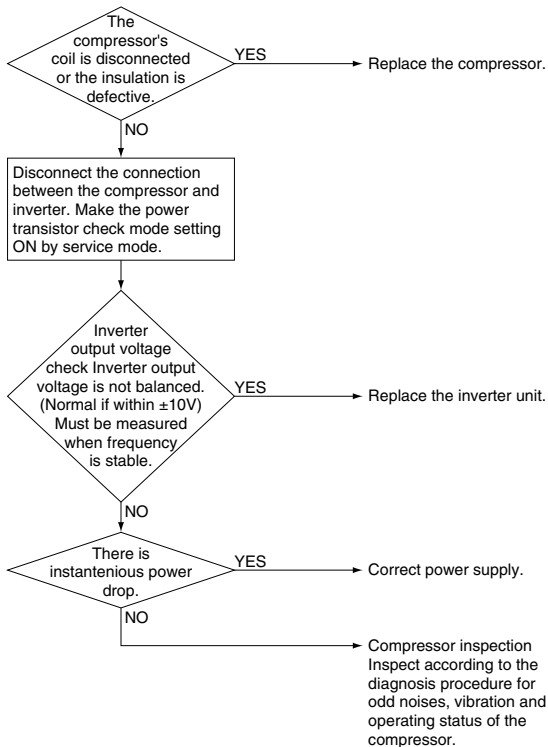 The
compressor's
coil is disconnected
or the insulation is
defective.
YES
Replace the compressor.
NO
Disconnect the connection
between the compressor and
inverter. Make the power
transistor check mode setting
ON by service mode.
Inverter
output voltage
check Inverter output
voltage is not balanced.
(Normal if within ±10V)
Must be measured
when frequency
is stable.
YES
Replace the inverter unit.
NO
There is
instantenious power
drop.
YES
Correct power supply.
NO
Compressor inspection
Inspect according to the
diagnosis procedure for
odd noises, vibration and
operating status of the
compressor.